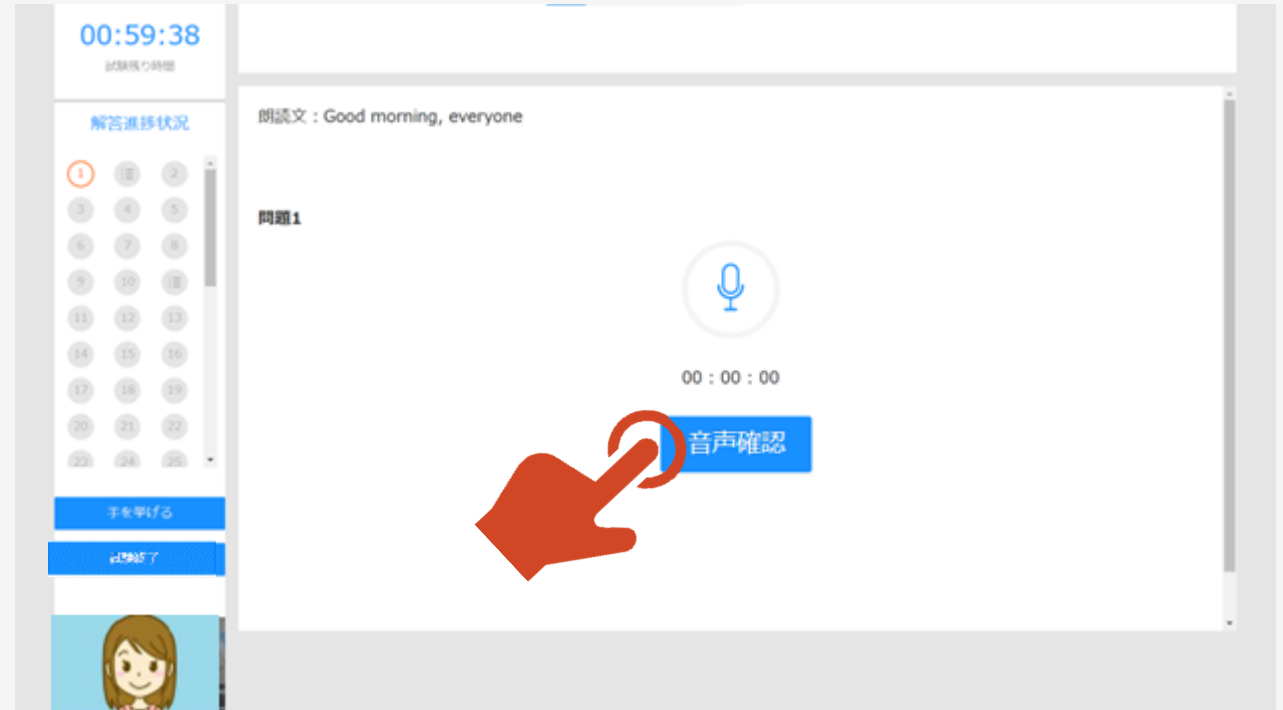 00:59:38
試験残り時間
解答進捗状況
1 2
3 4 5
6 7 8
9 10
11 12 13
14 15 16
17 18 19
20 21 22
23 24 25
手を挙げる
試験終了
朗読文：Good morning, everyone
問題1
00 : 00 : 00
音声確認